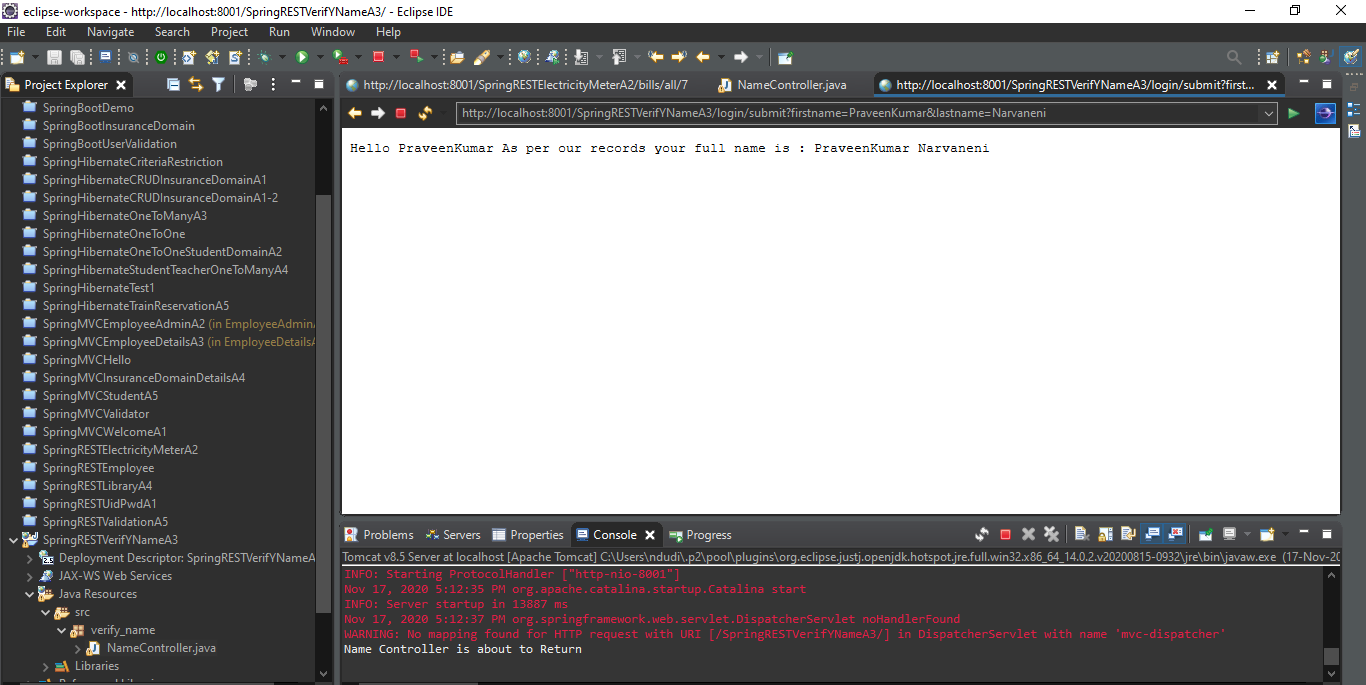 eclipse-workspace - http://localhost:8001/SpringRESTVerifYNameA3/ - Eclipse IDE
File Edit Navigate Search Project Run Window Help
Project Explorer
http://localhost:8001/SpringRESTElectricityMeterA2/bills/all/7 NameController.java http://localhost:8001/SpringRESTVerifYNameA3/login/submit?first...
http://localhost:8001/SpringRESTVerifYNameA3/login/submit?firstname=PraveenKumar&lastname=Narvaneni
Hello PraveenKumar As per our records your full name is : PraveenKumar Narvaneni
SpringBootDemo
SpringBootInsuranceDomain
SpringBootUserValidation
SpringHibernateCriteriaRestriction
SpringHibernateCRUDInsuranceDomainA1
SpringHibernateCRUDInsuranceDomainA1-2
SpringHibernateOneToManyA3
SpringHibernateOneToOne
SpringHibernateOneToOneStudentDomainA2
SpringHibernateStudentTeacherOneToManyA4
SpringHibernateTest1
SpringHibernateTrainReservationA5
SpringMVCEmployeeAdminA2 (in EmployeeAdmin
SpringMVCEmployeeDetailsA3 (in EmployeeDetails
SpringMVCHello
SpringMVCInsuranceDomainDetailsA4
SpringMVCStudentA5
SpringMVCValidator
SpringMVCWelcomeA1
SpringRESTElectricityMeterA2
SpringRESTEmployee
SpringRESTLibraryA4
SpringRESTUidPwdA1
SpringRESTValidationA5
SpringRESTVerifYNameA3
Deployment Descriptor: SpringRESTVerifYNameA
JAX-WS Web Services
Java Resources
src
verify_name
NameController.java
Libraries
Problems Servers Properties Console Progress
Tomcat v8.5 Server at localhost [Apache Tomcat] C:\Users\ndudi\.p2\pool\plugins\org.eclipse.justj.openjdk.hotspot.jre.full.win32.x86_64_14.0.2.v20200815-0932\jre\bin\javaw.exe (17-Nov-20
INFO: Starting ProtocolHandler ["http-nio-8001"]
Nov 17, 2020 5:12:35 PM org.apache.catalina.startup.Catalina start
INFO: Server startup in 13887 ms
Nov 17, 2020 5:12:37 PM org.springframework.web.servlet.DispatcherServlet noHandlerFound
WARNING: No mapping found for HTTP request with URI [/SpringRESTVerifYNameA3/] in DispatcherServlet with name 'mvc-dispatcher'
Name Controller is about to Return